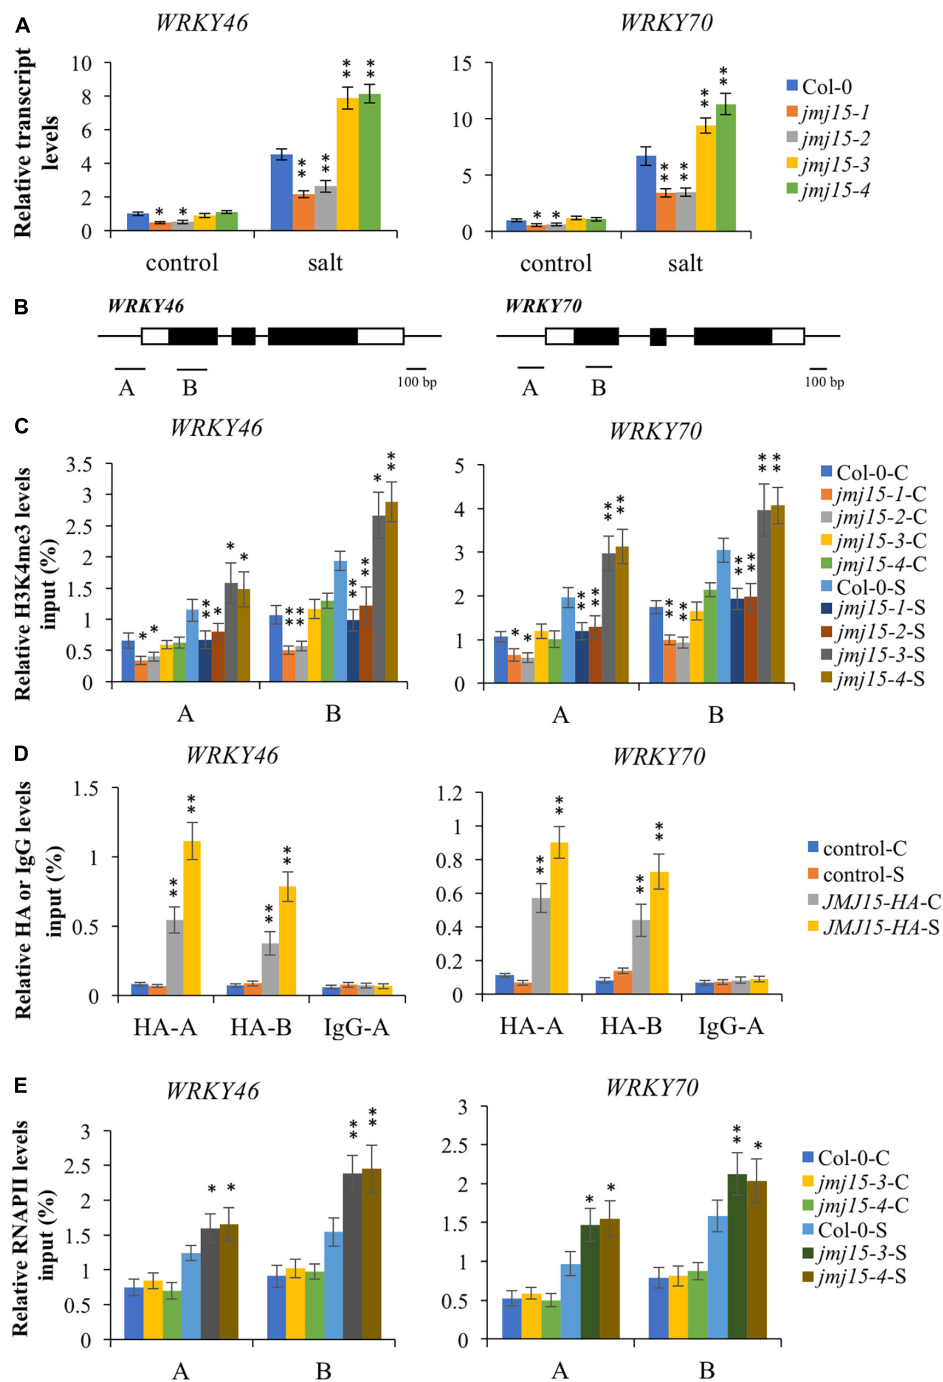 A
WRKY46
WRKY70
Relative transcript levels
10
8
6
4
2
0
** ** ** **
* *
control
salt
15
10
5
0
** ** ** **
* *
control
salt
Col-0
jmj15-1
jmj15-2
jmj15-3
jmj15-4
B
WRKY46
WRKY70
A
B
100 bp
A
B
100 bp
C
WRKY46
WRKY70
Relative H3K4me3 levels input (%)
3.5
3
2.5
2
1.5
1
0.5
0
* * ** ** * *
** ** ** ** * **
A
B
5
4
3
2
1
0
* * ** ** ** **
** ** ** ** ** **
A
B
Col-0-C
jmj15-1-C
jmj15-2-C
jmj15-3-C
jmj15-4-C
Col-0-S
jmj15-1-S
jmj15-2-S
jmj15-3-S
jmj15-4-S
D
WRKY46
WRKY70
Relative HA or IgG levels input (%)
1.5
1
0.5
0
** ** ** **
HA-A
HA-B
IgG-A
1.2
1
0.8
0.6
0.4
0.2
0
** ** ** **
HA-A
HA-B
IgG-A
control-C
control-S
JMJ15-HA-C
JMJ15-HA-S
E
WRKY46
WRKY70
Relative RNAPII levels input (%)
3
2.5
2
1.5
1
0.5
0
* * ** **
A
B
3
2.5
2
1.5
1
0.5
0
* * ** *
A
B
Col-0-C
jmj15-3-C
jmj15-4-C
Col-0-S
jmj15-3-S
jmj15-4-S